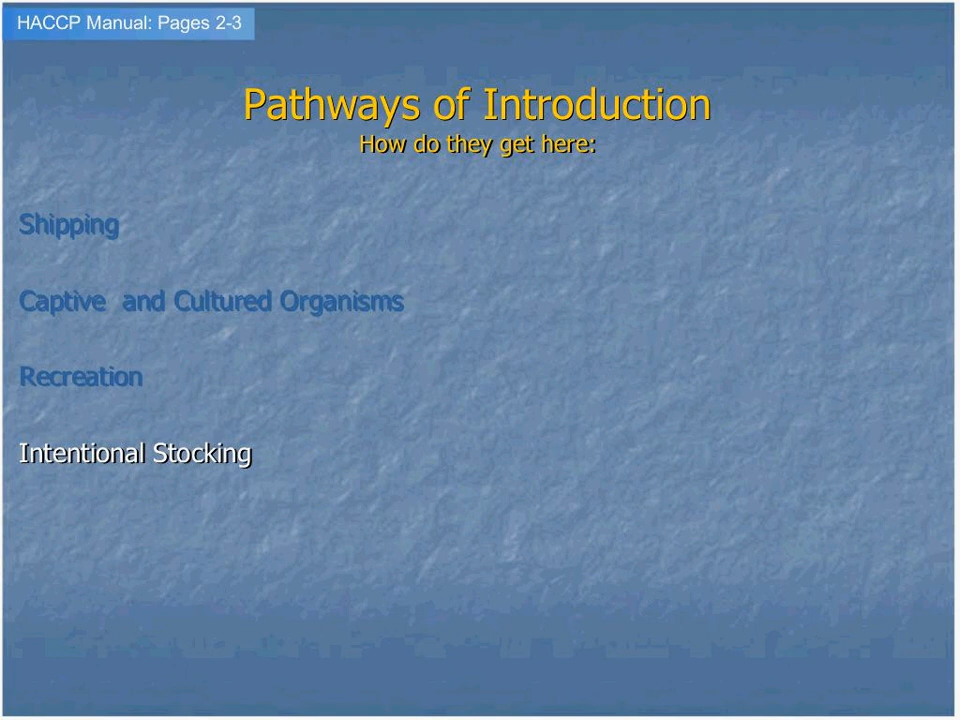 HACCP Manual: Pages 2-3
Pathways of Introduction
How do they get here:
Shipping
Captive and Cultured Organisms
Recreation
Intentional Stocking